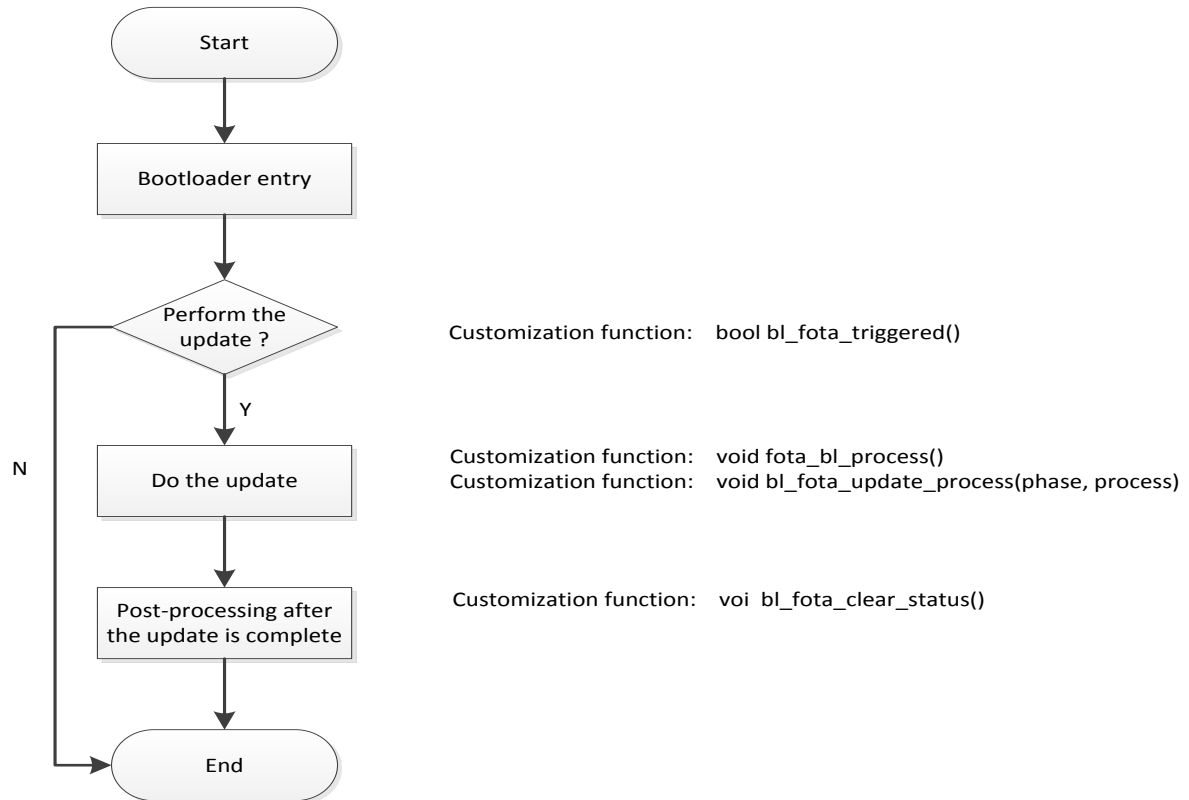 Start
Bootloader entry
Perform the
update ?
Customization function: bool bl_fota_triggered()
Y
N
Do the update
Customization function: void fota_bl_process()
Customization function: void bl_fota_update_process(phase, process)
Post-processing after
the update is complete
Customization function: voi bl_fota_clear_status()
End